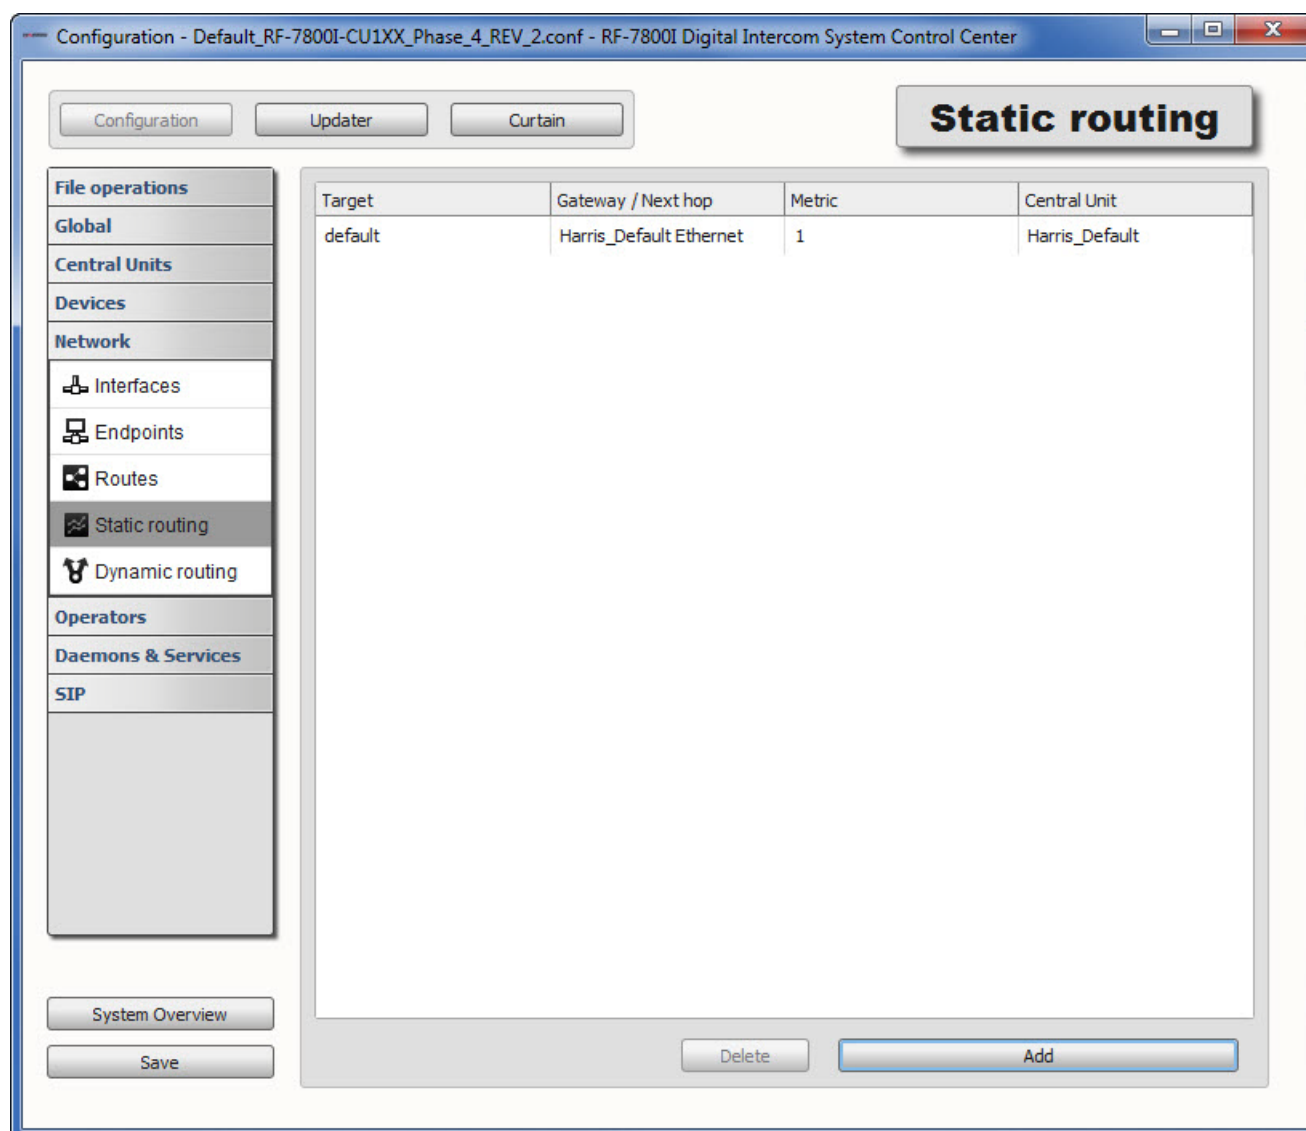 Configuration - Default_RF-7800I-CU1XX_Phase_4_REV_2.conf - RF-7800I Digital Intercom System Control Center
Configuration Updater Curtain
Static routing
File operations
Global
Central Units
Devices
Network
Interfaces
Endpoints
Routes
Static routing
Dynamic routing
Operators
Daemons & Services
SIP
Target Gateway / Next hop Metric Central Unit
default Harris_Default Ethernet 1 Harris_Default
System Overview
Save
Delete Add